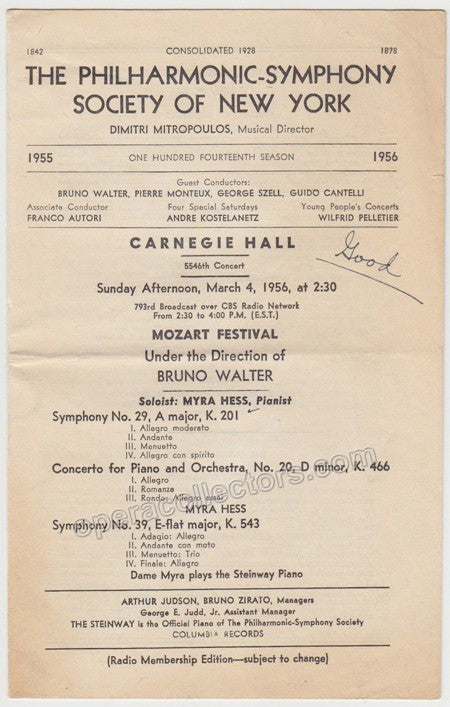 1842 CONSOLIDATED 1928 1878
THE PHILHARMONIC-SYMPHONY
SOCIETY OF NEW YORK
DIMITRI MITROPOULOS, Musical Director
1955 ONE HUNDRED FOURTEENTH SEASON 1956
Guest Conductors:
BRUNO WALTER, PIERRE MONTEUX, GEORGE SZELL, GUIDO CANTELLI
Associate Conductor Four Special Saturdays Young People's Concerts
FRANCO AUTORI ANDRE KOSTELANETZ WILFRID PELLETIER
CARNEGIE HALL
Good
5546th Concert
Sunday Afternoon, March 4, 1956, at 2:30
793rd Broadcast over CBS Radio Network
From 2:30 to 4:00 P.M. (E.S.T.)
MOZART FESTIVAL
Under the Direction of
BRUNO WALTER
Soloist: MYRA HESS, Pianist
Symphony No. 29, A major, K. 201
I. Allegro moderato
II. Andante
III. Menuetto
IV. Allegro con spirito
Concerto for Piano and Orchestra, No. 20, D minor, K. 466
I. Allegro
II. Romanze
III. Rondo: Allegro assai
MYRA HESS
Symphony No. 39, E-flat major, K. 543
I. Adagio: Allegro
II. Andante con moto
III. Menuetto: Trio
IV. Finale: Allegro
Dame Myra plays the Steinway Piano
ARTHUR JUDSON, BRUNO ZIRATO, Managers
George E. Judd, Jr. Assistant Manager
THE STEINWAY is the Official Piano of The Philharmonic-Symphony Society
COLUMBIA RECORDS
(Radio Membership Edition—subject to change)
operacollectors.com